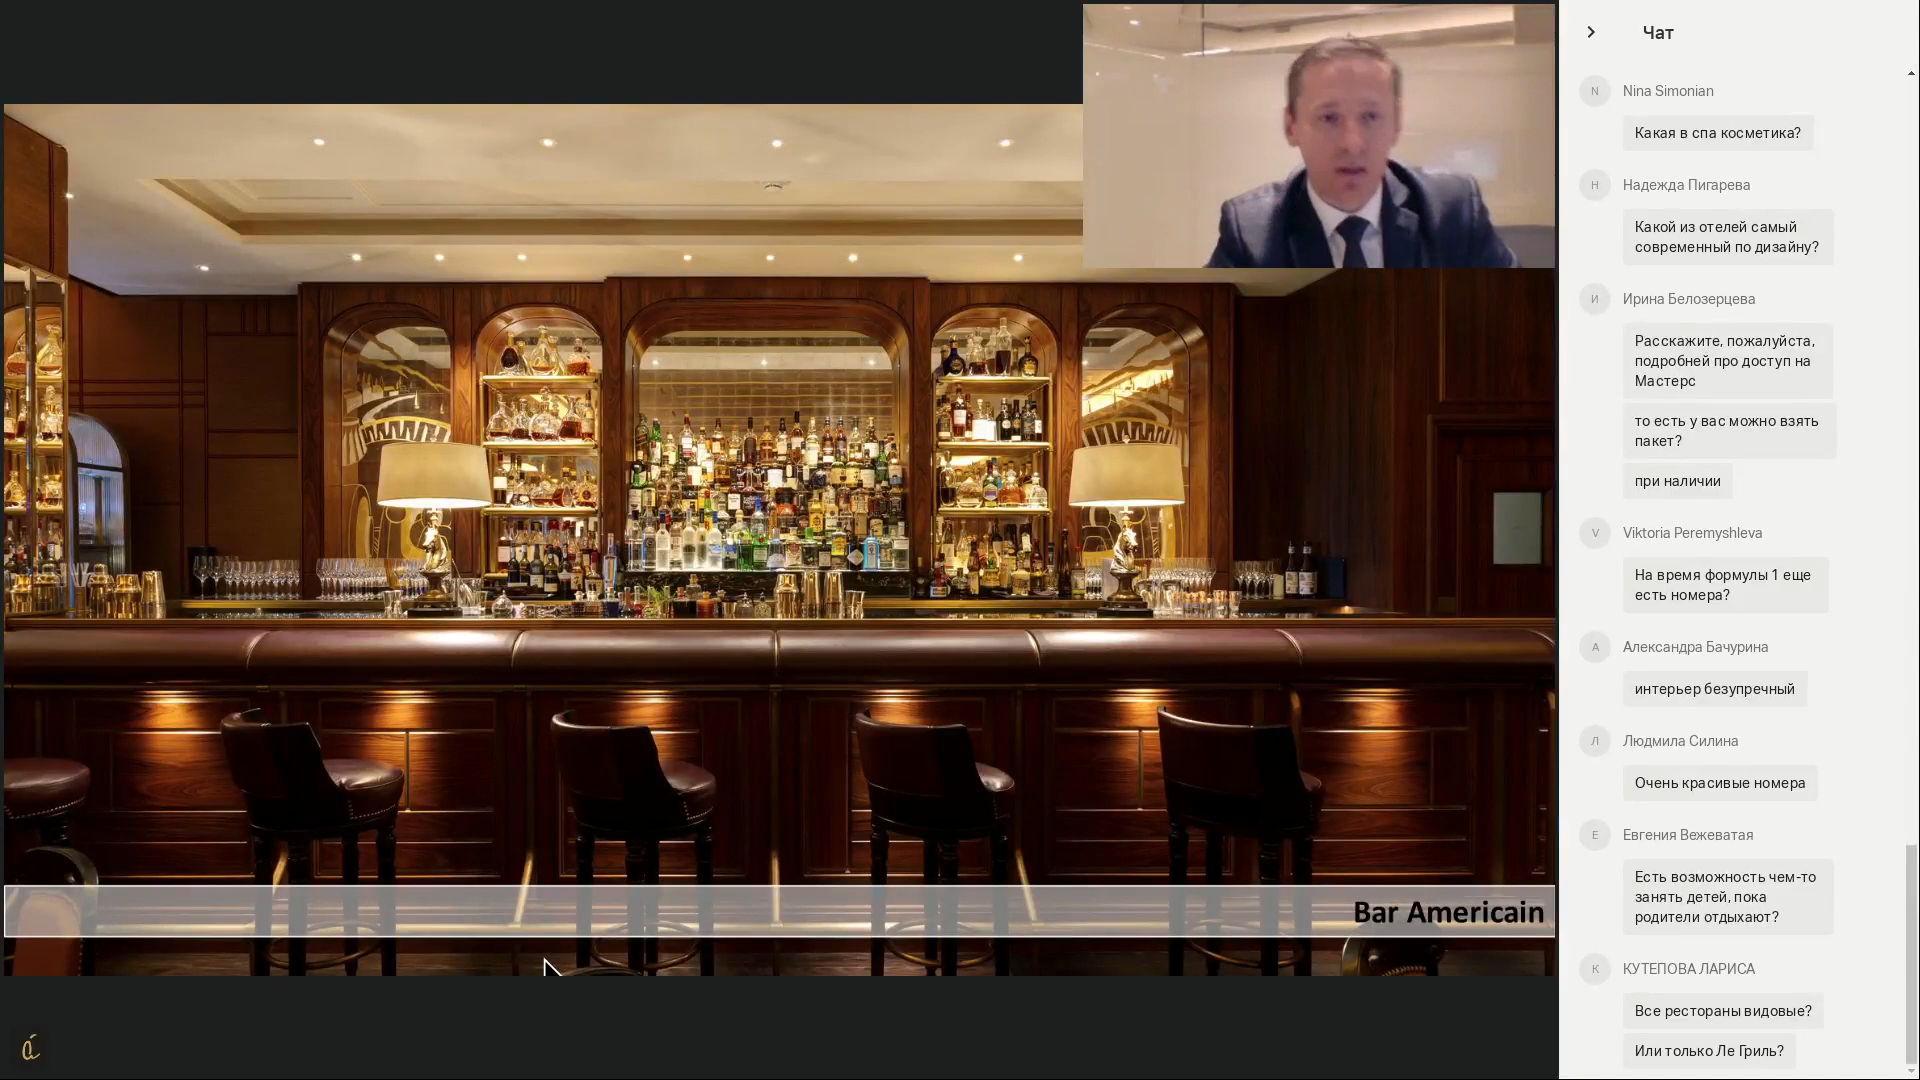 Bar Americain
á
Чат
N
Nina Simonian
Какая в спа косметика?
Н
Надежда Пигарева
Какой из отелей самый
современный по дизайну?
И
Ирина Белозерцева
Расскажите, пожалуйста,
подробней про доступ на
Мастерс
то есть у вас можно взять
пакет?
при наличии
V
Viktoria Peremyshleva
На время формулы 1 еще
есть номера?
А
Александра Бачурина
интерьер безупречный
Л
Людмила Силина
Очень красивые номера
Е
Евгения Вежеватая
Есть возможность чем-то
занять детей, пока
родители отдыхают?
К
КУТЕПОВА ЛАРИСА
Все рестораны видовые?
Или только Ле Гриль?